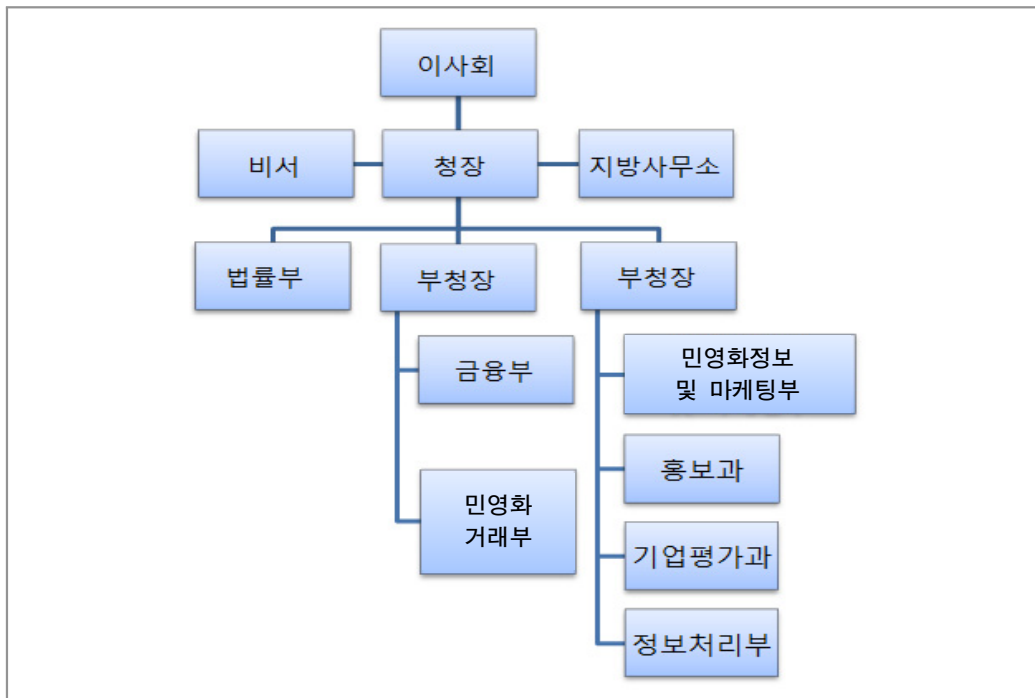 이사회
비서
청장
지방사무소
법률부
부청장
부청장
금융부
민영화
거래부
민영화정보
및 마케팅부
홍보과
기업평가과
정보처리부